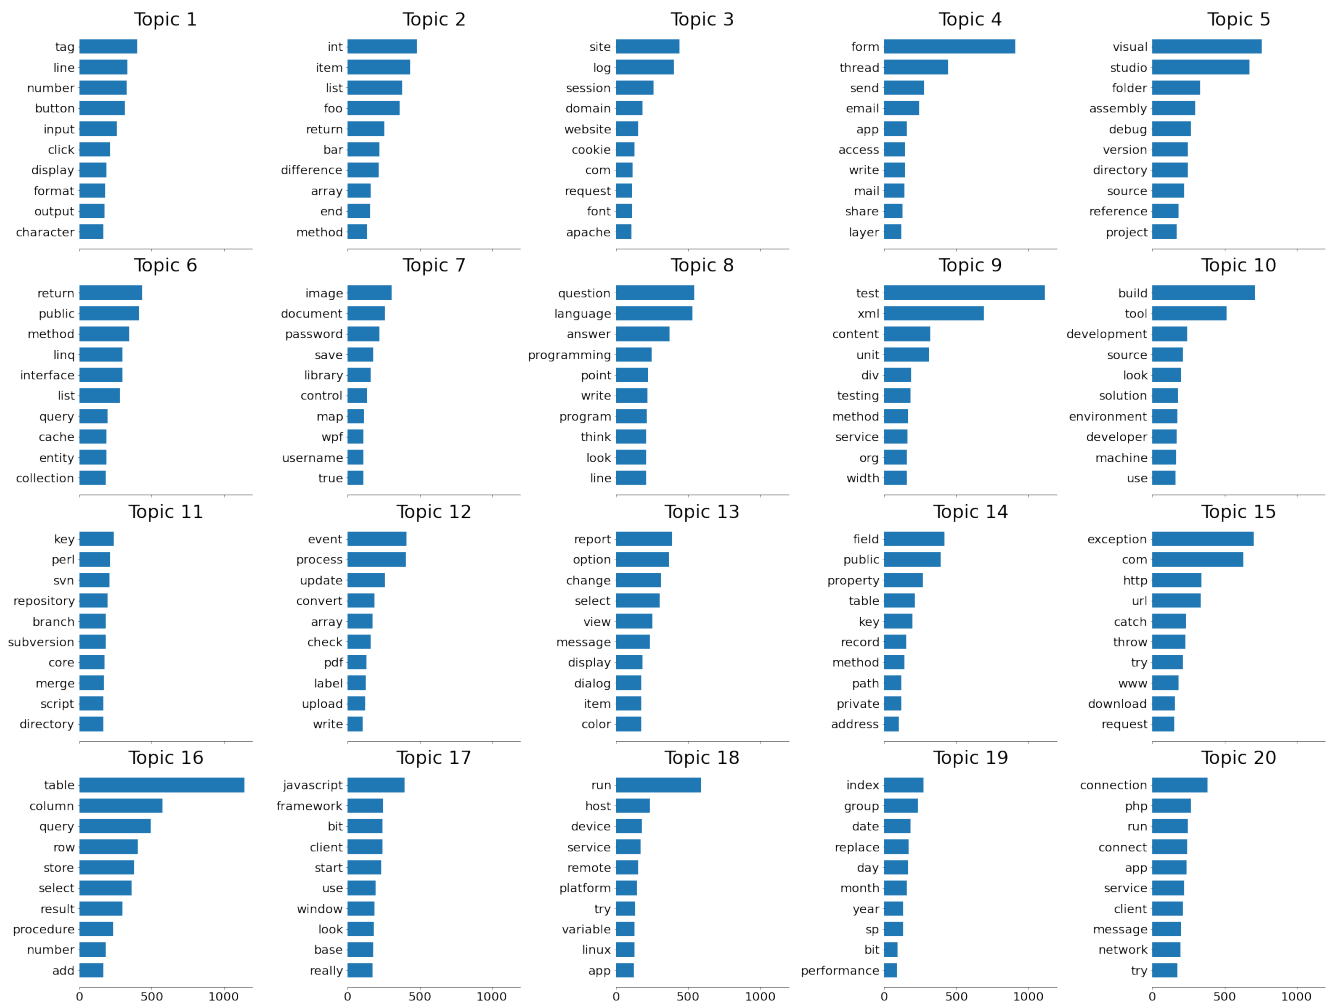 Topic 1
tag
line
number
button
input
click
display
format
output
character
Topic 2
int
item
list
foo
return
bar
difference
array
end
method
Topic 3
site
log
session
domain
website
cookie
com
request
font
apache
Topic 4
form
thread
send
email
app
access
write
mail
share
layer
Topic 5
visual
studio
folder
assembly
debug
version
directory
source
reference
project
Topic 6
return
public
method
linq
interface
list
query
cache
entity
collection
Topic 7
image
document
password
save
library
control
map
wpf
username
true
Topic 8
question
language
answer
programming
point
write
program
think
look
line
Topic 9
test
xml
content
unit
div
testing
method
service
org
width
Topic 10
build
tool
development
source
look
solution
environment
developer
machine
use
Topic 11
key
perl
svn
repository
branch
subversion
core
merge
script
directory
Topic 12
event
process
update
convert
array
check
pdf
label
upload
write
Topic 13
report
option
change
select
view
message
display
dialog
item
color
Topic 14
field
public
property
table
key
record
method
path
private
address
Topic 15
exception
com
http
url
catch
throw
try
www
download
request
Topic 16
table
column
query
row
store
select
result
procedure
number
add
0 500 1000
Topic 17
javascript
framework
bit
client
start
use
window
look
base
really
0 500 1000
Topic 18
run
host
device
service
remote
platform
try
variable
linux
app
0 500 1000
Topic 19
index
group
date
replace
day
month
year
sp
bit
performance
0 500 1000
Topic 20
connection
php
run
connect
app
service
client
message
network
try
0 500 1000